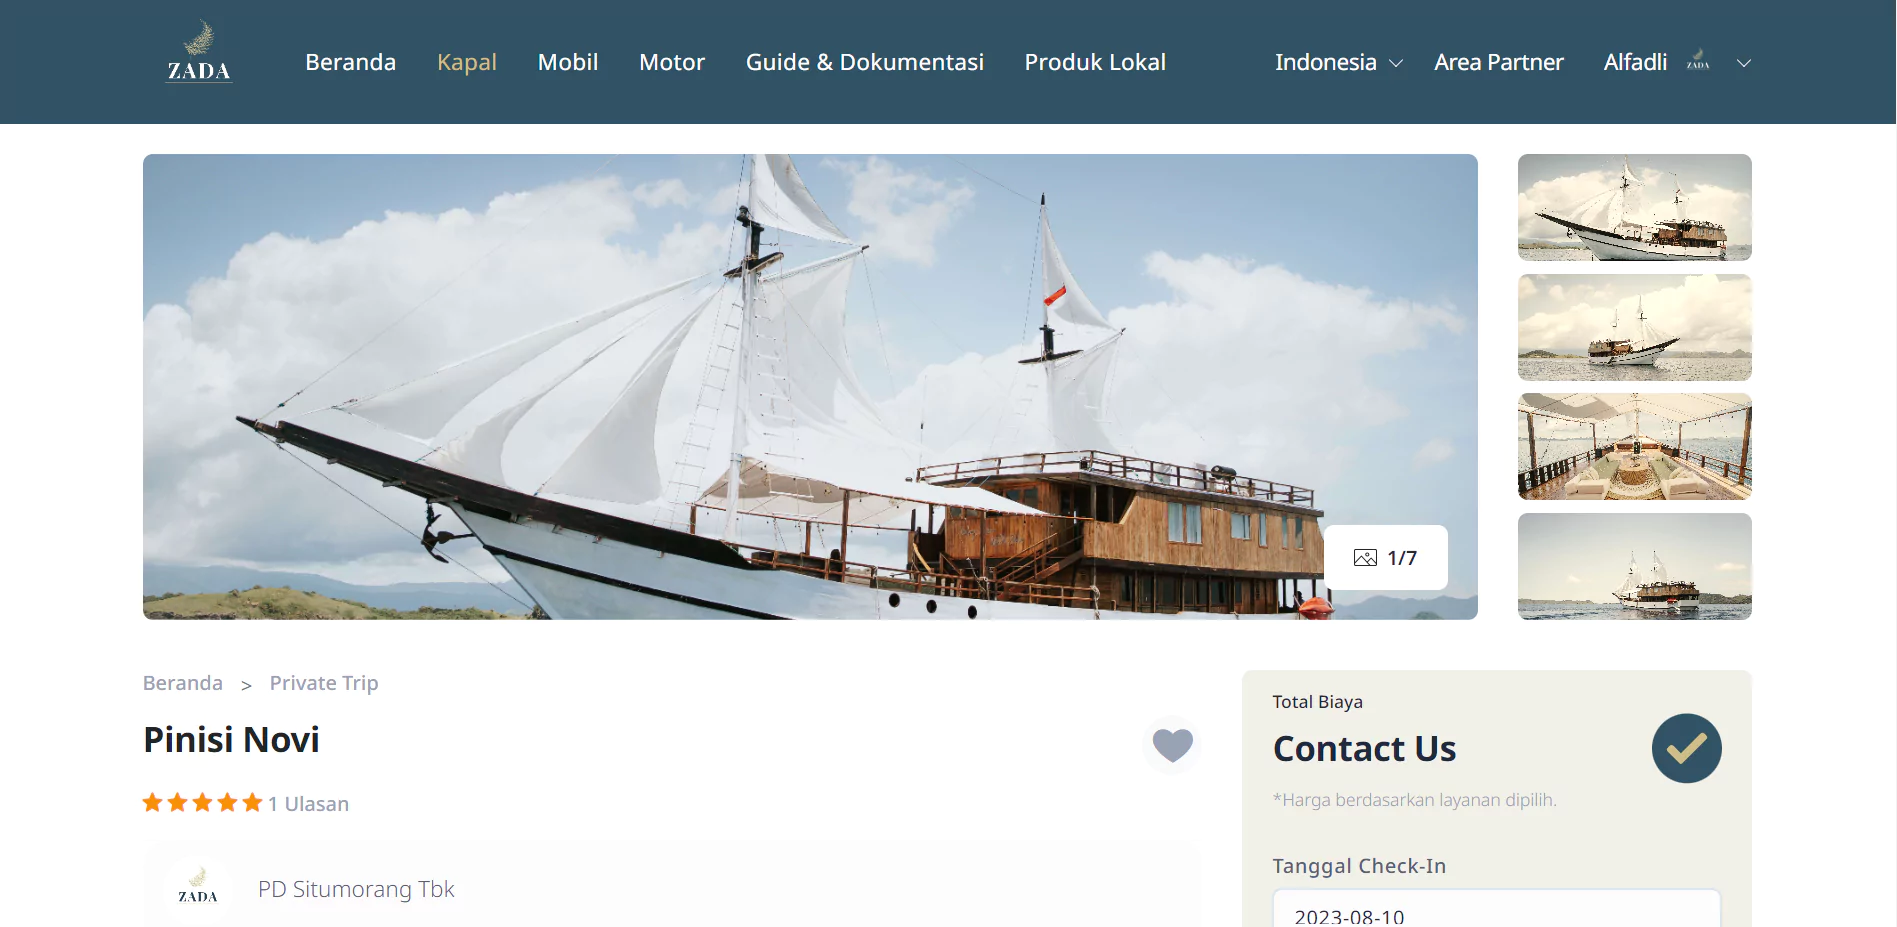 ZADA
Beranda
Kapal
Mobil
Motor
Guide & Dokumentasi
Produk Lokal
Indonesia
Area Partner
Alfadli
ZADA
1/7
Beranda > Private Trip
Pinisi Novi
1 Ulasan
ZADA
PD Situmorang Tbk
Total Biaya
Contact Us
*Harga berdasarkan layanan dipilih.
Tanggal Check-In
2023-08-10